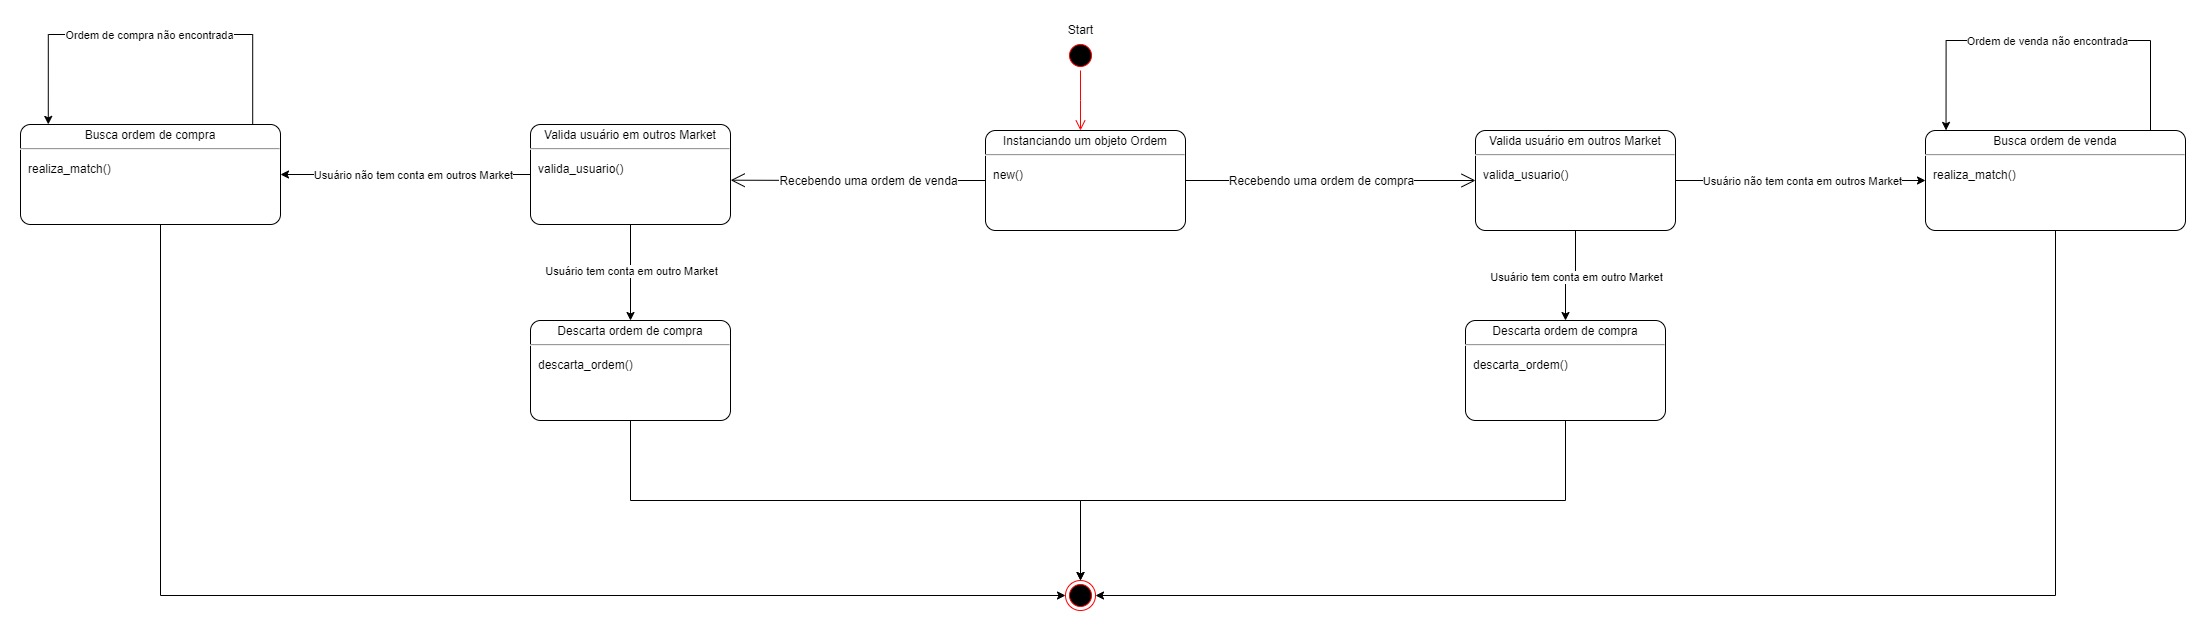 Start
Ordem de compra não encontrada
Ordem de venda não encontrada
Busca ordem de compra
realiza_match()
Usuário não tem conta em outros Market
Valida usuário em outros Market
valida_usuario()
Recebendo uma ordem de venda
Instanciando um objeto Ordem
new()
Recebendo uma ordem de compra
Valida usuário em outros Market
valida_usuario()
Usuário não tem conta em outros Market
Busca ordem de venda
realiza_match()
Usuário tem conta em outro Market
Usuário tem conta em outro Market
Descarta ordem de compra
descarta_ordem()
Descarta ordem de compra
descarta_ordem()